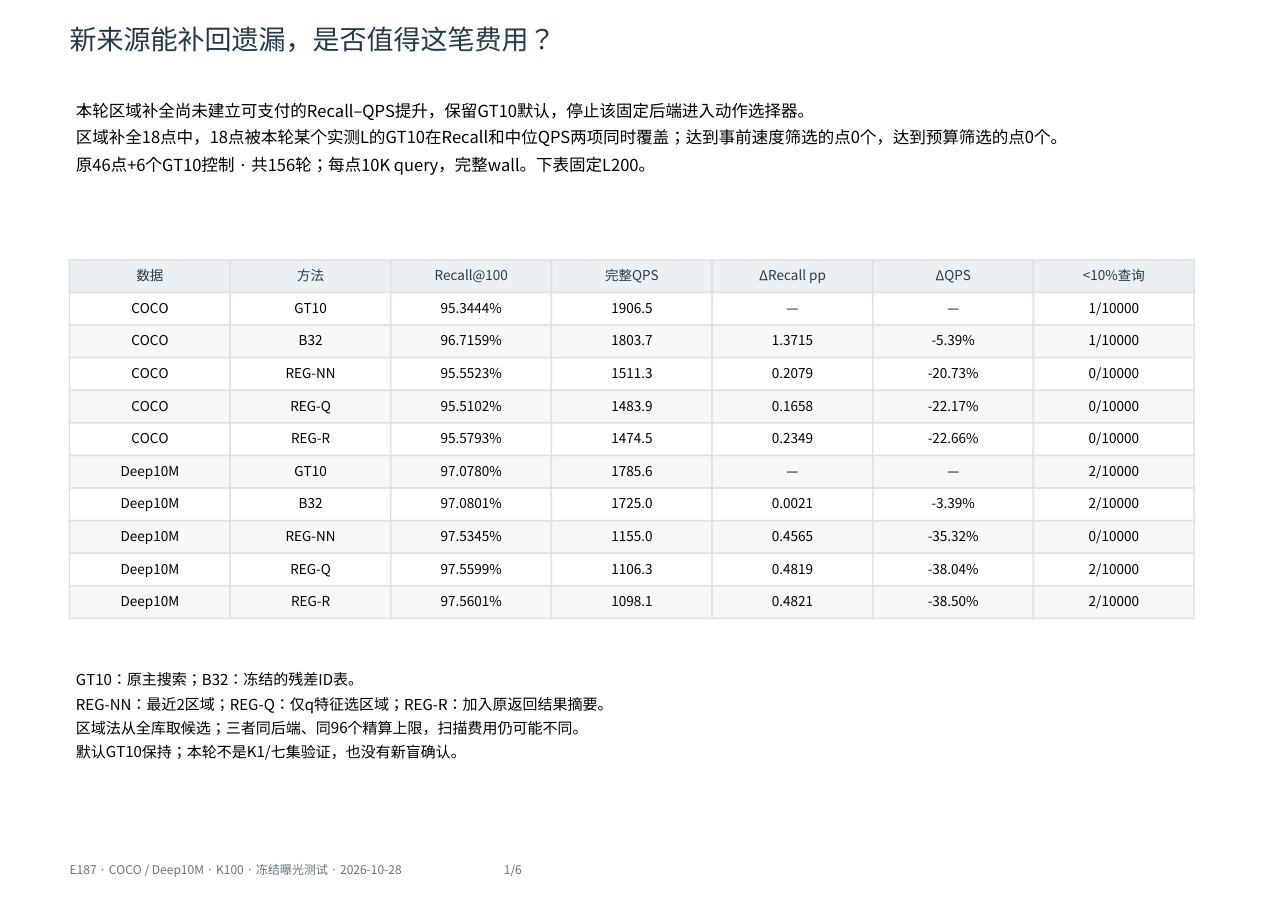 新来源能补回遗漏，是否值得这笔费用？
本轮区域补全尚未建立可支付的Recall–QPS提升，保留GT10默认，停止该固定后端进入动作选择器。
区域补全18点中，18点被本轮某个实测L的GT10在Recall和中位QPS两项同时覆盖；达到事前速度筛选的点0个，达到预算筛选的点0个。
原46点+6个GT10控制 · 共156轮；每点10K query，完整wall。下表固定L200。
数据 方法 Recall@100 完整QPS ΔRecall pp ΔQPS <10%查询
COCO GT10 95.3444% 1906.5 — — 1/10000
COCO B32 96.7159% 1803.7 1.3715 -5.39% 1/10000
COCO REG-NN 95.5523% 1511.3 0.2079 -20.73% 0/10000
COCO REG-Q 95.5102% 1483.9 0.1658 -22.17% 0/10000
COCO REG-R 95.5793% 1474.5 0.2349 -22.66% 0/10000
Deep10M GT10 97.0780% 1785.6 — — 2/10000
Deep10M B32 97.0801% 1725.0 0.0021 -3.39% 2/10000
Deep10M REG-NN 97.5345% 1155.0 0.4565 -35.32% 0/10000
Deep10M REG-Q 97.5599% 1106.3 0.4819 -38.04% 2/10000
Deep10M REG-R 97.5601% 1098.1 0.4821 -38.50% 2/10000
GT10：原主搜索；B32：冻结的残差ID表。
REG-NN：最近2区域；REG-Q：仅q特征选区域；REG-R：加入原返回结果摘要。
区域法从全库取候选；三者同后端、同96个精算上限，扫描费用仍可能不同。
默认GT10保持；本轮不是K1/七集验证，也没有新盲确认。
E187 · COCO / Deep10M · K100 · 冻结曝光测试 · 2026-10-28 1/6